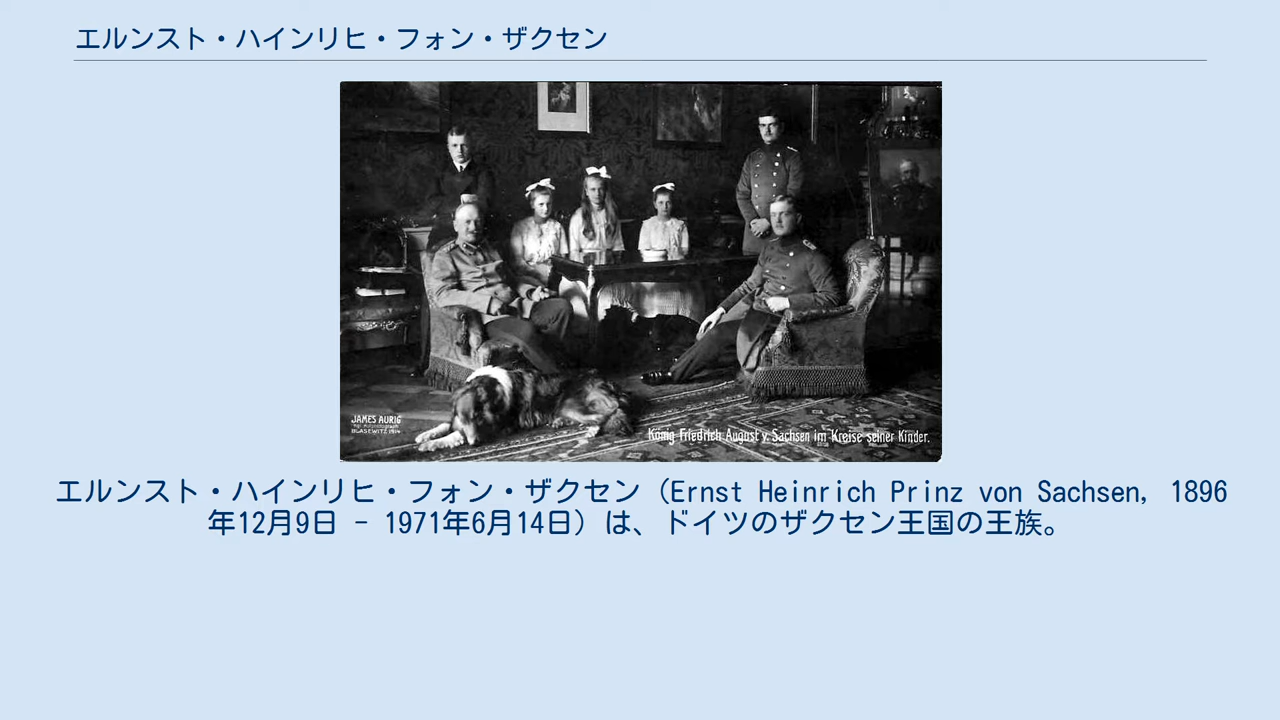 エルンスト・ハインリヒ・フォン・ザクセン
JAMES AURIG
BLASEWITZ 1914
König Friedrich August v. Sachsen im Kreise seiner Kinder.
エルンスト・ハインリヒ・フォン・ザクセン（Ernst Heinrich Prinz von Sachsen, 1896
年12月9日 - 1971年6月14日）は、ドイツのザクセン王国の王族。